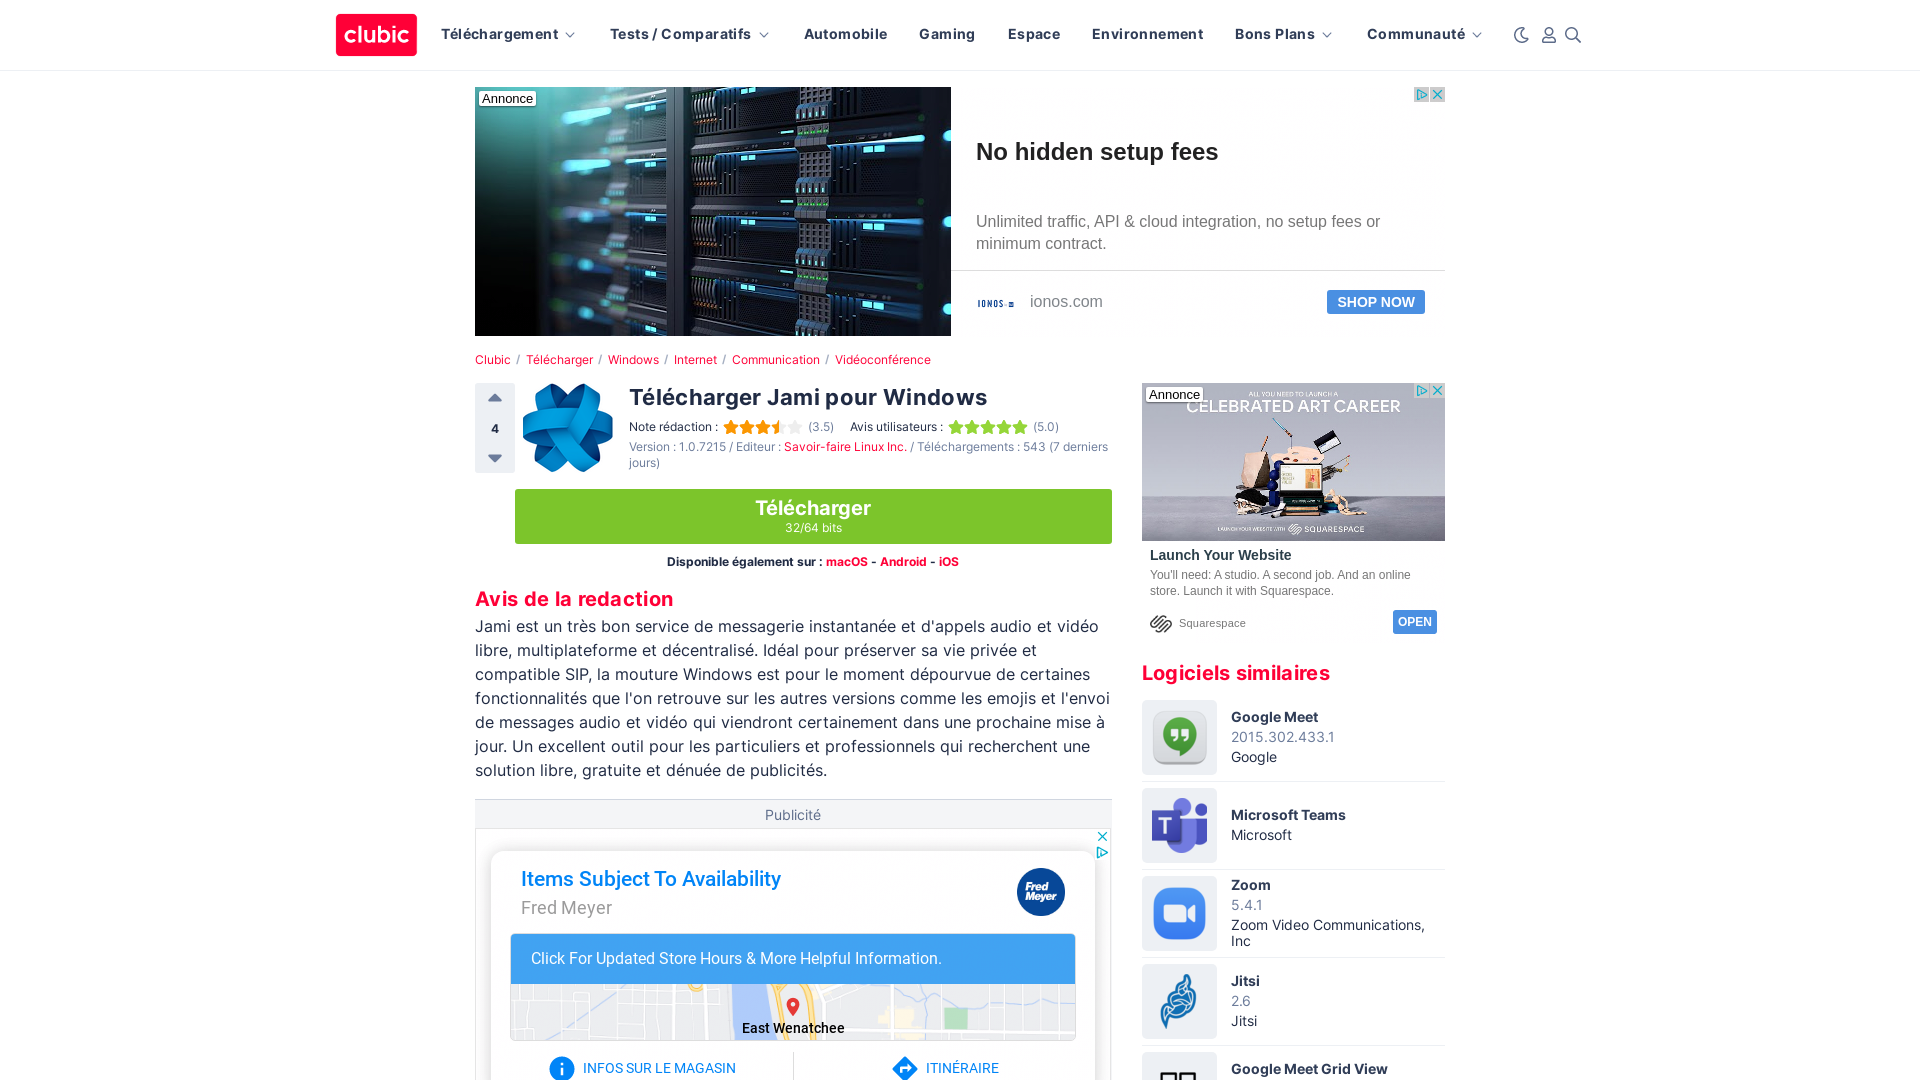 clubic
Téléchargement
Tests / Comparatifs
Automobile
Gaming
Espace
Environnement
Bons Plans
Communauté
Annonce
No hidden setup fees
Unlimited traffic, API & cloud integration, no setup fees or
minimum contract.
IONOS
ionos.com
SHOP NOW
Clubic / Télécharger / Windows / Internet / Communication / Vidéoconférence
4
Télécharger Jami pour Windows
Note rédaction : (3.5) Avis utilisateurs : (5.0)
Version : 1.0.7215 / Editeur : Savoir-faire Linux Inc. / Téléchargements : 543 (7 derniers
jours)
Télécharger
32/64 bits
Disponible également sur : macOS - Android - iOS
Avis de la redaction
Jami est un très bon service de messagerie instantanée et d'appels audio et vidéo
libre, multiplateforme et décentralisé. Idéal pour préserver sa vie privée et
compatible SIP, la mouture Windows est pour le moment dépourvue de certaines
fonctionnalités que l'on retrouve sur les autres versions comme les emojis et l'envoi
de messages audio et vidéo qui viendront certainement dans une prochaine mise à
jour. Un excellent outil pour les particuliers et professionnels qui recherchent une
solution libre, gratuite et dénuée de publicités.
Publicité
Items Subject To Availability
Fred Meyer
Fred
Meyer
Click For Updated Store Hours & More Helpful Information.
East Wenatchee
INFOS SUR LE MAGASIN
ITINÉRAIRE
Annonce
ALL YOU NEED TO LAUNCH A
CELEBRATED ART CAREER
LAUNCH YOUR WEBSITE WITH SQUARESPACE
Launch Your Website
You'll need: A studio. A second job. And an online
store. Launch it with Squarespace.
Squarespace
OPEN
Logiciels similaires
Google Meet
2015.302.433.1
Google
Microsoft Teams
Microsoft
Zoom
5.4.1
Zoom Video Communications,
Inc
Jitsi
2.6
Jitsi
Google Meet Grid View